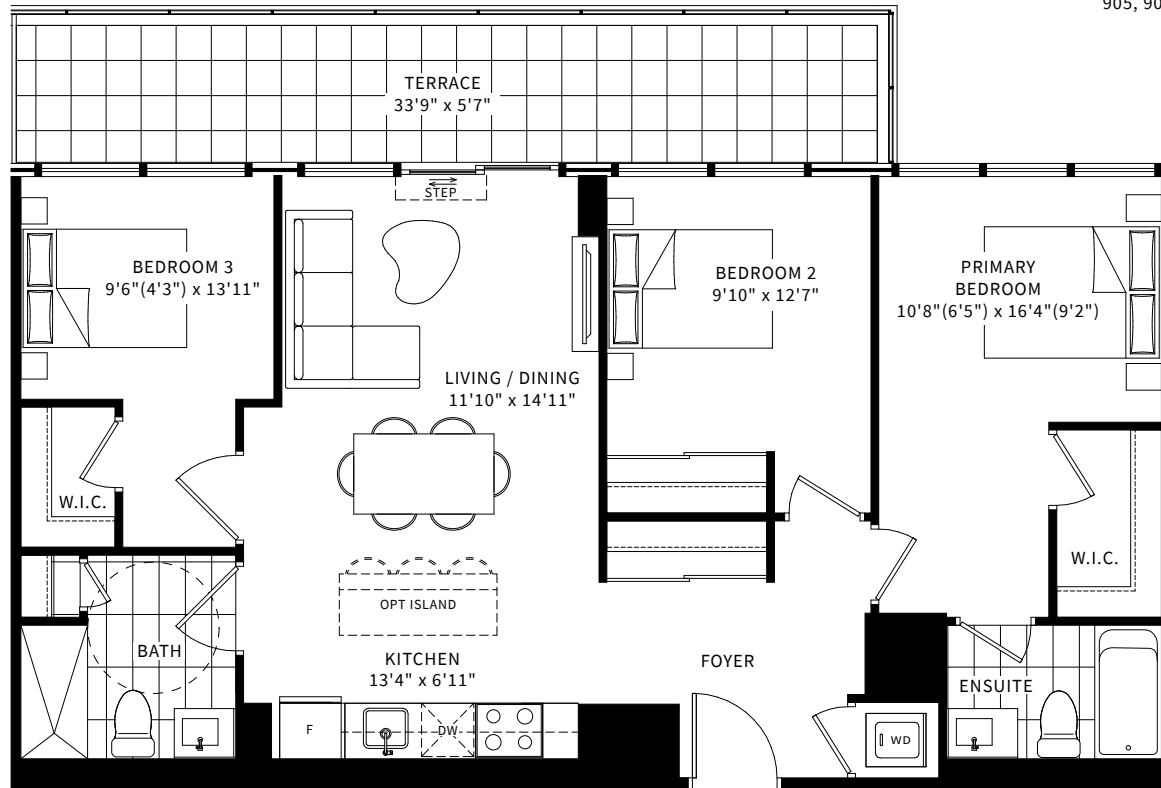 905, 90
TERRACE
33'9" x 5'7"
STEP
BEDROOM 3
9'6"(4'3") x 13'11"
BEDROOM 2
9'10" x 12'7"
PRIMARY
BEDROOM
10'8"(6'5") x 16'4"(9'2")
LIVING / DINING
11'10" x 14'11"
W.I.C.
W.I.C.
OPT ISLAND
BATH
KITCHEN
13'4" x 6'11"
FOYER
ENSUITE
F
DW
WD